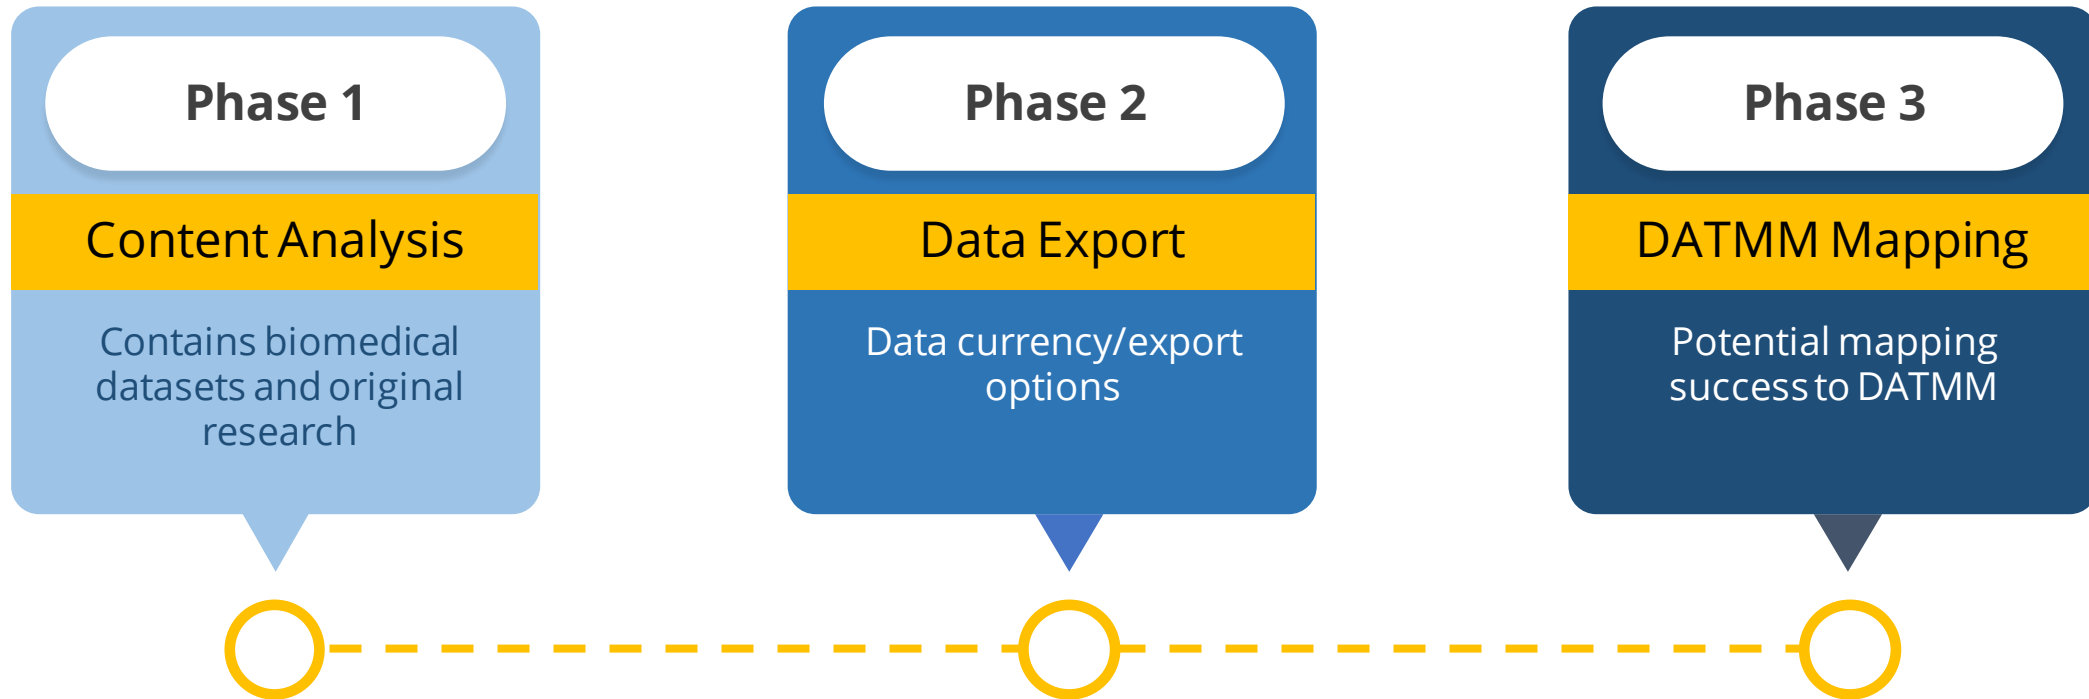 Phase 1
Content Analysis
Contains biomedical
datasets and original
research
Phase 2
Data Export
Data currency/export
options
Phase 3
DATMM Mapping
Potential mapping
success to DATMM